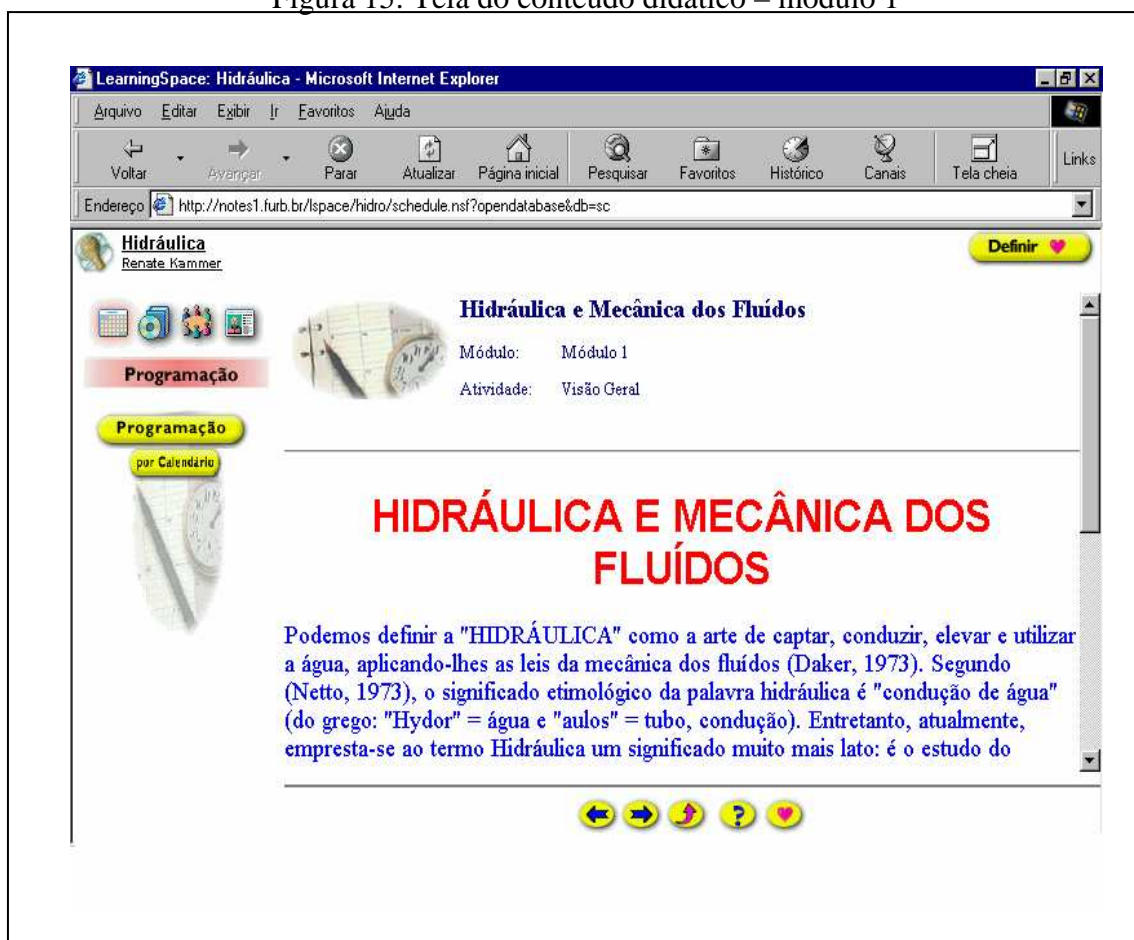 Figura 15: Tela do conteúdo didático – módulo 1
LearningSpace: Hidráulica - Microsoft Internet Explorer
Arquivo Editar Exibir Ir Favoritos Ajuda
Voltar Avançar Parar Atualizar Página inicial Pesquisar Favoritos Histórico Canais Tela cheia Links
Endereço http://notes1.furb.br/lspace/hidro/schedule.nsf?opendatabase&db=sc
Hidráulica
Renate Kammer
Definir
Programação
Programação
por Calendário
Hidráulica e Mecânica dos Fluídos
Módulo: Módulo 1
Atividade: Visão Geral
HIDRÁULICA E MECÂNICA DOS
FLUÍDOS
Podemos definir a "HIDRÁULICA" como a arte de captar, conduzir, elevar e utilizar
a água, aplicando-lhes as leis da mecânica dos fluídos (Daker, 1973). Segundo
(Netto, 1973), o significado etimológico da palavra hidráulica é "condução de água"
(do grego: "Hydor" = água e "aulos" = tubo, condução). Entretanto, atualmente,
empresta-se ao termo Hidráulica um significado muito mais lato: é o estudo do